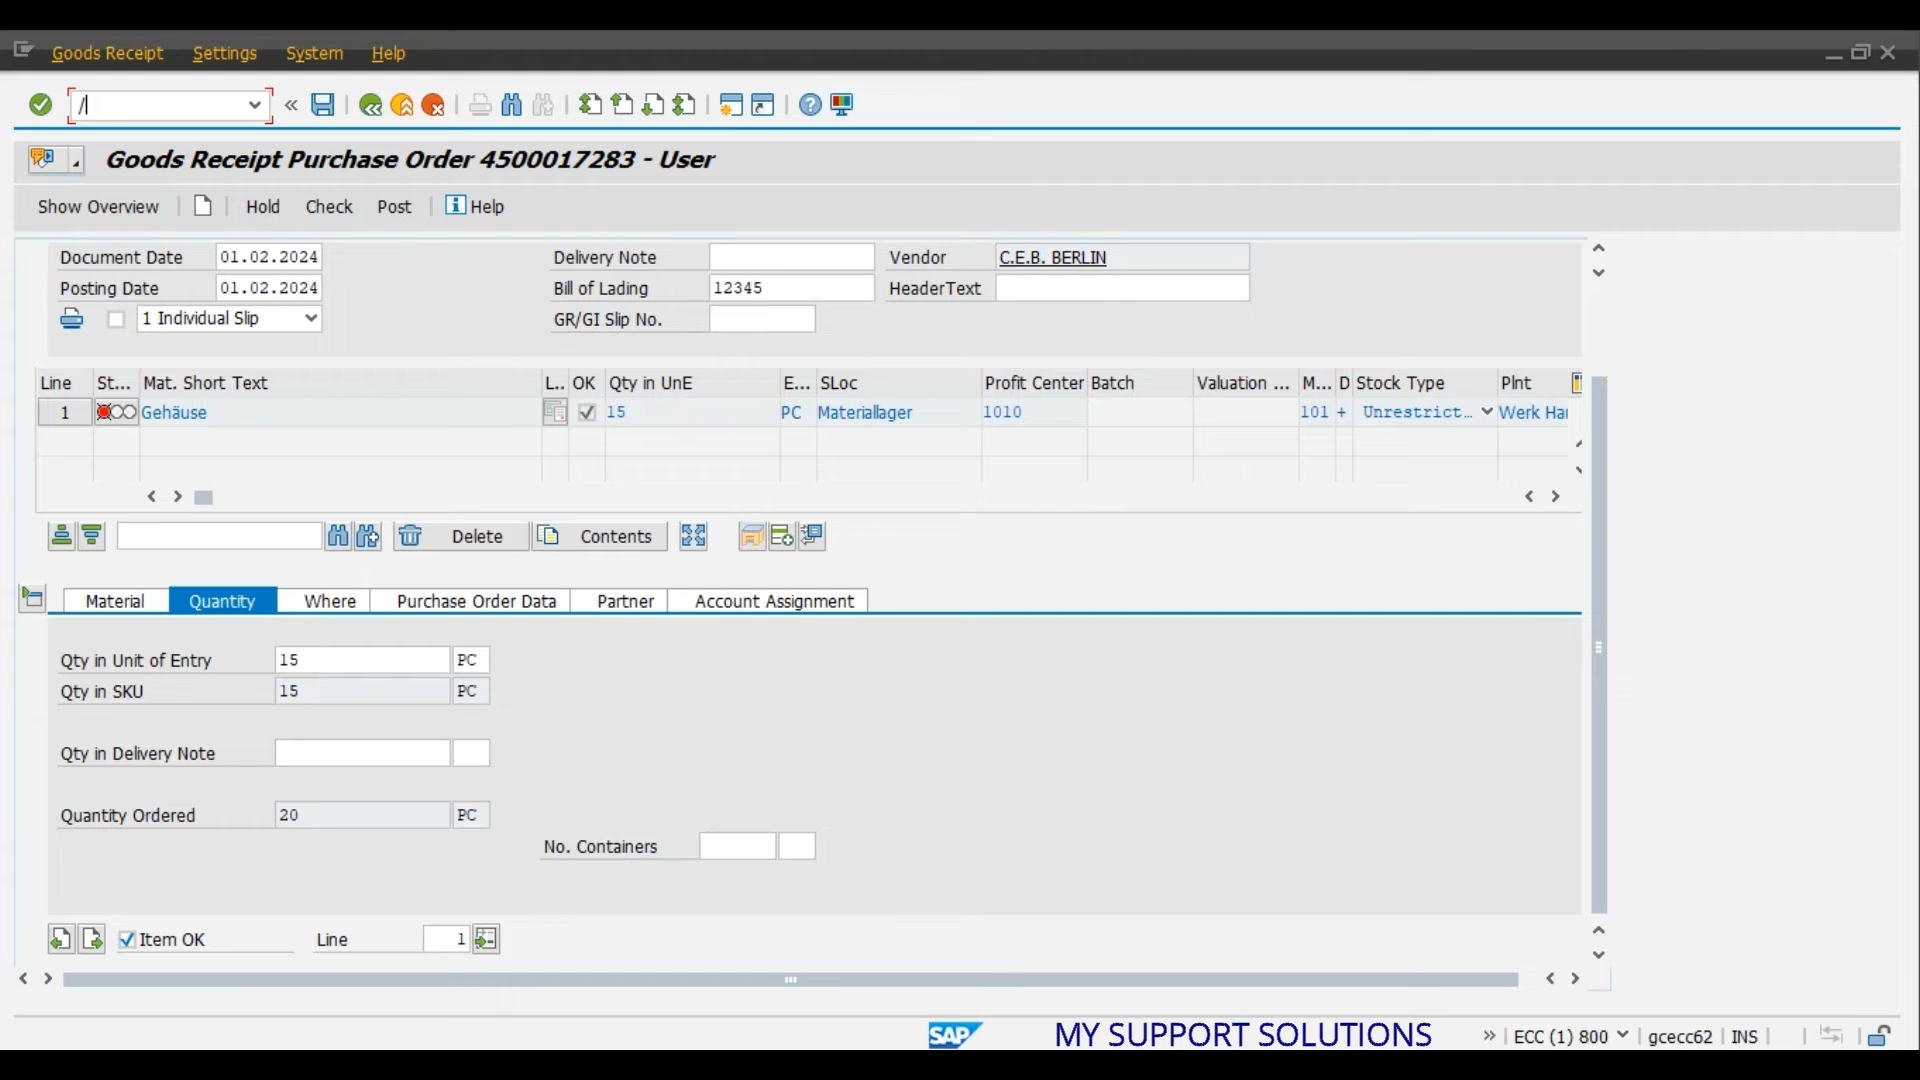 Goods Receipt Settings System Help
/
Goods Receipt Purchase Order 4500017283 - User
Show Overview Hold Check Post Help
Document Date 01.02.2024 Delivery Note Vendor C.E.B. BERLIN
Posting Date 01.02.2024 Bill of Lading 12345 HeaderText
1 Individual Slip GR/GI Slip No.
Line St... Mat. Short Text L.. OK Qty in UnE E... SLoc Profit Center Batch Valuation ... M... D Stock Type Plnt
1 Gehäuse 15 PC Materiallager 1010 101 + Unrestrict... Werk Har
Delete Contents
Material Quantity Where Purchase Order Data Partner Account Assignment
Qty in Unit of Entry 15 PC
Qty in SKU 15 PC
Qty in Delivery Note
Quantity Ordered 20 PC
No. Containers
Item OK Line 1
SAP MY SUPPORT SOLUTIONS ECC (1) 800 gcecc62 INS